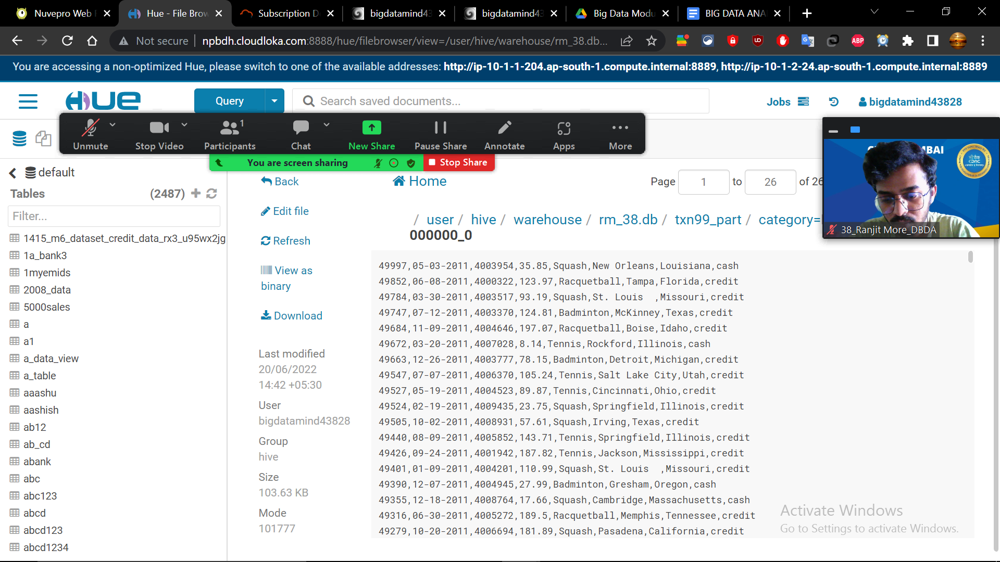 Nuvepro Web
Hue - File Brow
Subscription D
bigdatamind43
bigdatamind43
Big Data Modu
BIG DATA ANA
Not secure
npbdh.cloudloka.com:8888/hue/filebrowser/view=/user/hive/warehouse/rm_38.db...
You are accessing a non-optimized Hue, please switch to one of the available addresses: http://ip-10-1-1-204.ap-south-1.compute.internal:8889, http://ip-10-1-2-24.ap-south-1.compute.internal:8889
HUE
Query
Search saved documents...
Jobs
bigdatamind43828
Unmute
Stop Video
1
Participants
Chat
New Share
Pause Share
Annotate
Apps
More
You are screen sharing
Stop Share
MBAI
सी डैक
CDAC
38_Ranjit More_DBDA
default
Tables
(2487)
Filter...
1415_m6_dataset_credit_data_rx3_u95wx2jg
1a_bank3
1myemids
2008_data
5000sales
a
a1
a_data_view
a_table
aaashu
aashish
ab12
ab_cd
abank
abc
abc123
abcd
abcd123
abcd1234
Back
Edit file
Refresh
View as
binary
Download
Last modified
20/06/2022
14:42 +05:30
User
bigdatamind43828
Group
hive
Size
103.63 KB
Mode
101777
Home
Page 1 to 26 of 26
/ user / hive / warehouse / rm_38.db / txn99_part / category=
000000_0
49997,05-03-2011,4003954,35.85,Squash,New Orleans,Louisiana,cash
49852,06-08-2011,4000322,123.97,Racquetball,Tampa,Florida,credit
49784,03-30-2011,4003517,93.19,Squash,St. Louis  ,Missouri,credit
49747,07-12-2011,4003370,124.81,Badminton,McKinney,Texas,credit
49684,11-09-2011,4004646,197.07,Racquetball,Boise,Idaho,credit
49672,03-20-2011,4007028,8.14,Tennis,Rockford,Illinois,cash
49663,12-26-2011,4003777,78.15,Badminton,Detroit,Michigan,credit
49547,07-07-2011,4006370,105.24,Tennis,Salt Lake City,Utah,credit
49527,05-19-2011,4004523,89.87,Tennis,Cincinnati,Ohio,credit
49524,02-19-2011,4009435,23.75,Squash,Springfield,Illinois,credit
49505,10-02-2011,4008931,57.61,Squash,Irving,Texas,credit
49440,08-09-2011,4005852,143.71,Tennis,Springfield,Illinois,credit
49426,09-24-2011,4001942,187.82,Tennis,Jackson,Mississippi,credit
49401,01-09-2011,4004201,110.99,Squash,St. Louis  ,Missouri,credit
49390,12-07-2011,4004945,27.99,Badminton,Gresham,Oregon,cash
49355,12-18-2011,4008764,17.66,Squash,Cambridge,Massachusetts,cash
49316,06-30-2011,4005272,189.5,Racquetball,Memphis,Tennessee,credit
49279,10-20-2011,4006694,181.89,Squash,Pasadena,California,credit
Activate Windows
Go to Settings to activate Windows.